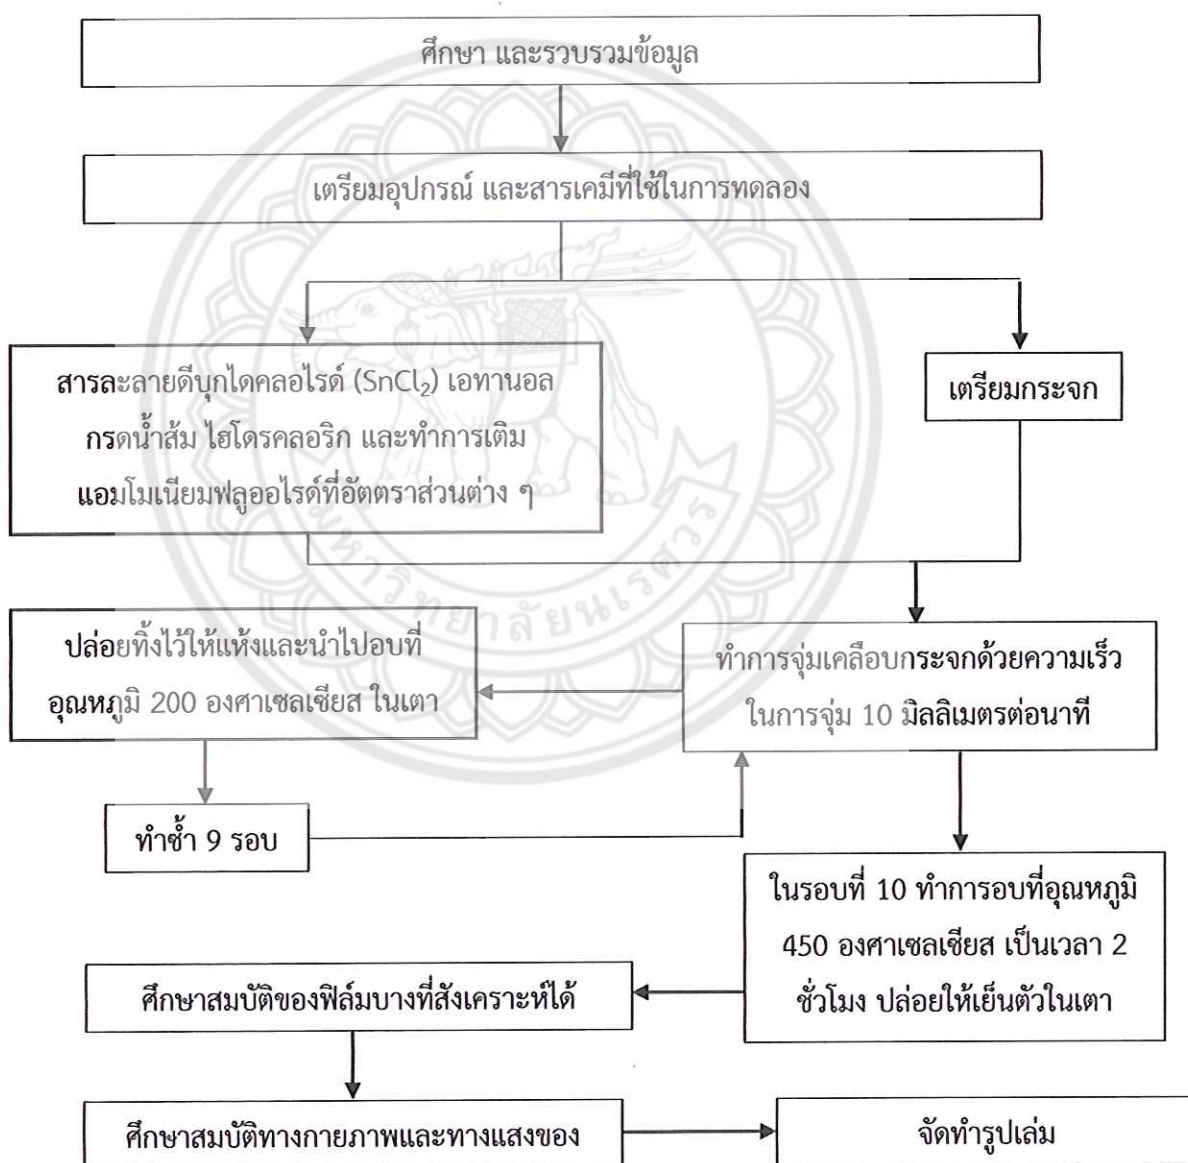 ศึกษา และรวบรวมข้อมูล
เตรียมอุปกรณ์ และสารเคมีที่ใช้ในการทดลอง
สารละลายดีบุกไดคลอไรด์ (SnCl₂) เอทานอล
กรดน้ำส้ม ไฮโดรคลอริก และทำการเติม
แอมโมเนียมฟลูออไรด์ที่อัตตราส่วนต่าง ๆ
เตรียมกระจก
มหาวิทยาลัยนเรศวร
ปล่อยทิ้งไว้ให้แห้งและนำไปอบที่
อุณหภูมิ 200 องศาเซลเซียส ในเตา
ทำการจุ่มเคลือบกระจกด้วยความเร็ว
ในการจุ่ม 10 มิลลิเมตรต่อนาที
ทำซ้ำ 9 รอบ
ในรอบที่ 10 ทำการอบที่อุณหภูมิ
450 องศาเซลเซียส เป็นเวลา 2
ชั่วโมง ปล่อยให้เย็นตัวในเตา
ศึกษาสมบัติของฟิล์มบางที่สังเคราะห์ได้
ศึกษาสมบัติทางกายภาพและทางแสงของ
จัดทำรูปเล่ม